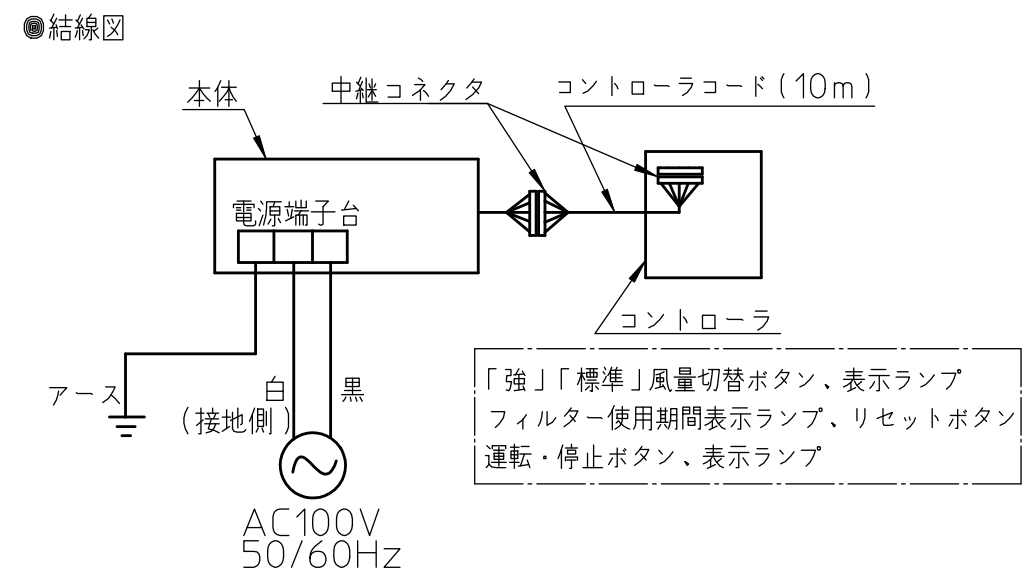 ●結線図
本体
中継コネクタ
コントローラコード(10m)
電源端子台
コントローラ
アース
白
(接地側)
黒
「強」「標準」風量切替ボタン、表示ランプ
フィルター使用期間表示ランプ、リセットボタン
運転・停止ボタン、表示ランプ
AC100V
50/60Hz